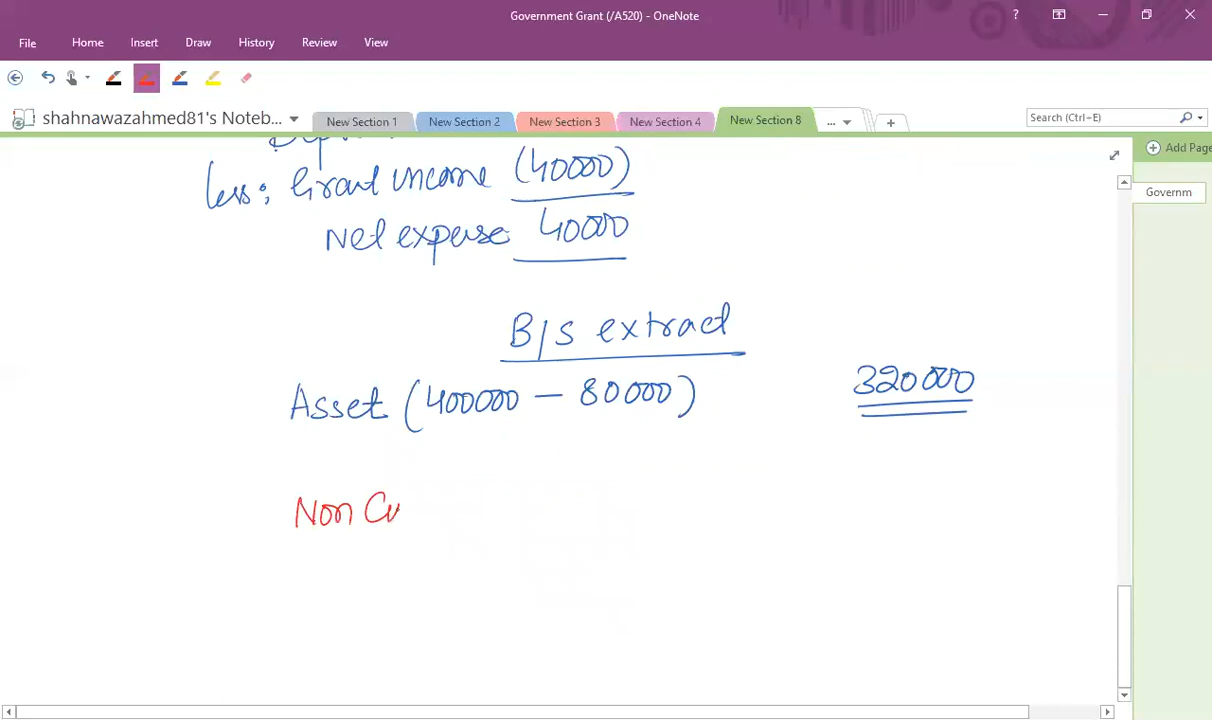 Government Grant (/A520) - OneNote
?
File Home Insert Draw History Review View
shahnawazahmed81's Noteb... New Section 1 New Section 2 New Section 3 New Section 4 New Section 8 ... + Search (Ctrl+E)
Add Page
Governm
less: Grant income (40000)
Net expense 40000
B/S extract
Asset (400000 - 80000) 320000
Non Cu